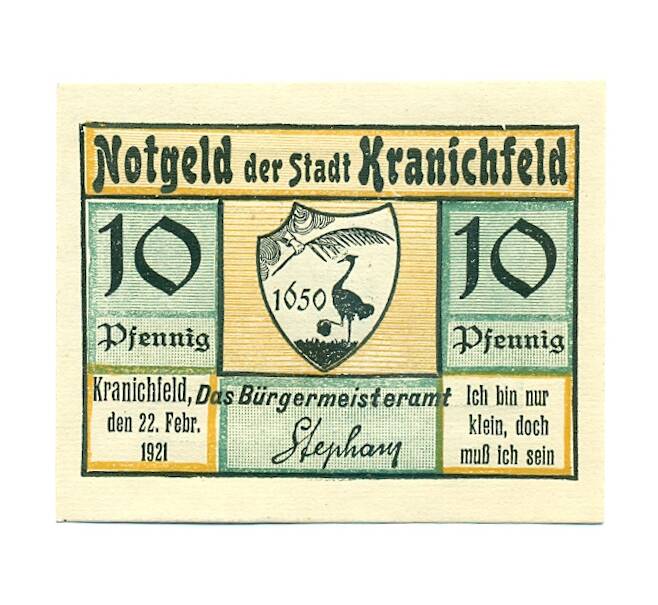 Notgeld der Stadt Kranichfeld
10
Pfennig
1650
10
Pfennig
Kranichfeld,
den 22. Febr.
1921
Das Bürgermeisteramt
Stephany
Ich bin nur
klein, doch
muß ich sein